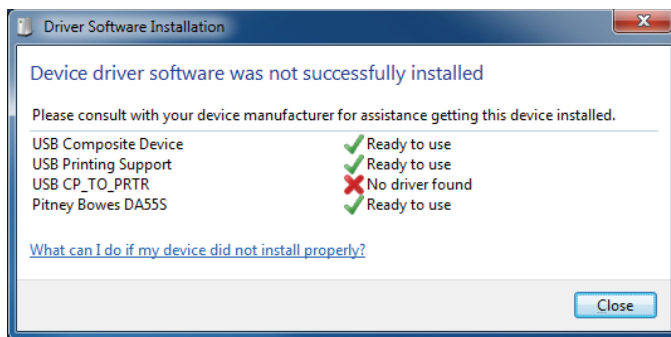 Driver Software Installation
Device driver software was not successfully installed
Please consult with your device manufacturer for assistance getting this device installed.
USB Composite Device Ready to use
USB Printing Support Ready to use
USB CP_TO_PRTR No driver found
Pitney Bowes DA55S Ready to use
What can I do if my device did not install properly?
Close